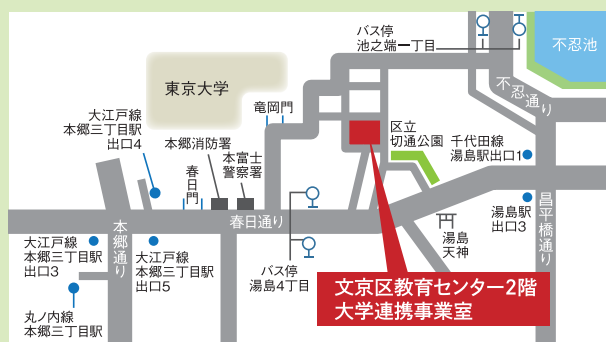 バス停
池之端一丁目
不忍池
東京大学
不忍通り
大江戸線
本郷三丁目駅
出口4
竜岡門
区立
切通公園
千代田線
湯島駅出口1
本郷消防署
本富士
警察署
春日門
春日通り
本郷通り
昌平橋通り
湯島駅
出口3
湯島
天神
大江戸線
本郷三丁目駅
出口3
大江戸線
本郷三丁目駅
出口5
バス停
湯島4丁目
文京区教育センター2階
大学連携事業室
丸ノ内線
本郷三丁目駅